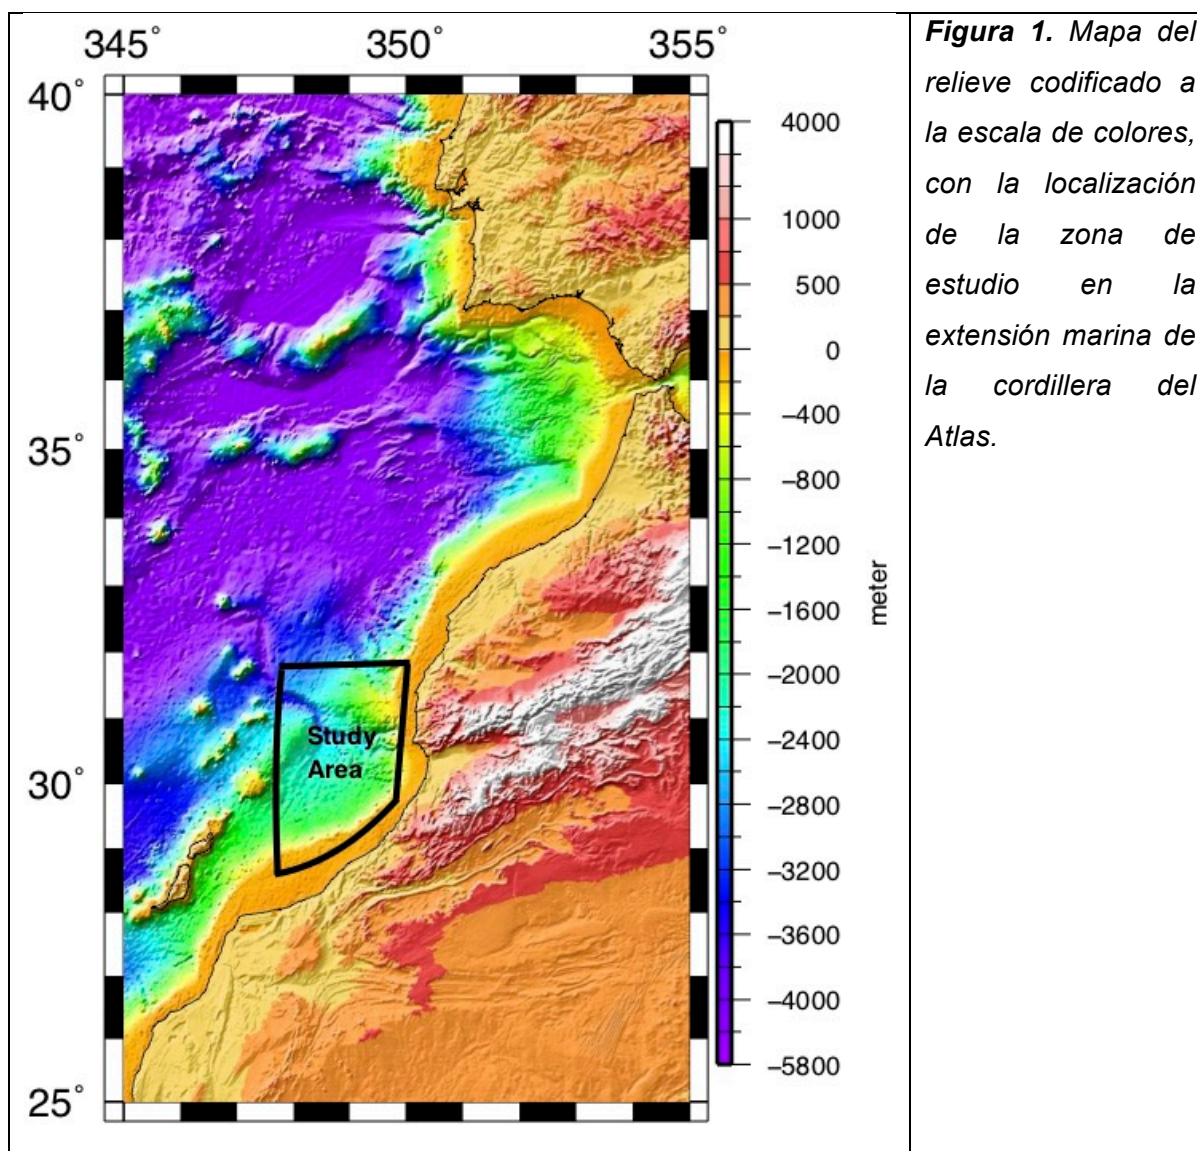 345° 350° 355°
40°
35°
30°
25°
Study
Area
4000
1000
500
0
−400
−800
−1200
−1600
−2000
−2400
−2800
−3200
−3600
−4000
−5800
meter
Figura 1. Mapa del
relieve codificado a
la escala de colores,
con la localización
de la zona de
estudio en la
extensión marina de
la cordillera del
Atlas.